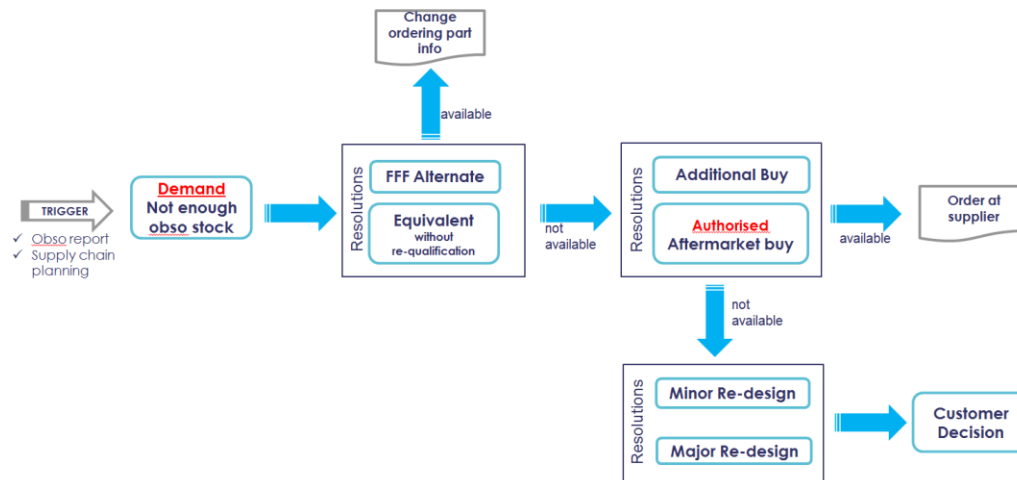 Change
ordering part
info
available
TRIGGER
✓ Obso report
✓ Supply chain
planning
Demand
Not enough
obso stock
Resolutions
FFF Alternate
Equivalent
without
re-qualification
not
available
Resolutions
Additional Buy
Authorised
Aftermarket buy
available
Order at
supplier
not
available
Resolutions
Minor Re-design
Major Re-design
Customer
Decision